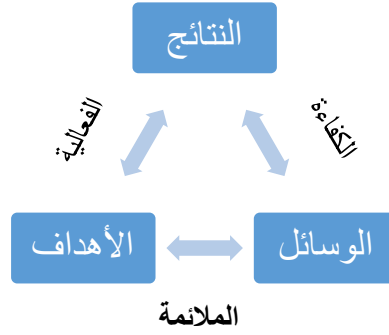 النتائج
الكفاءة
الفعالية
الوسائل
الأهداف
الملائمة